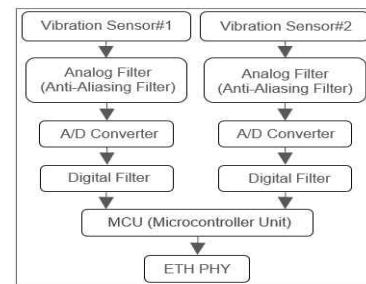 Vibration Sensor#1
Vibration Sensor#2
Analog Filter
(Anti-Aliasing Filter)
Analog Filter
(Anti-Aliasing Filter)
A/D Converter
A/D Converter
Digital Filter
Digital Filter
MCU (Microcontroller Unit)
ETH PHY